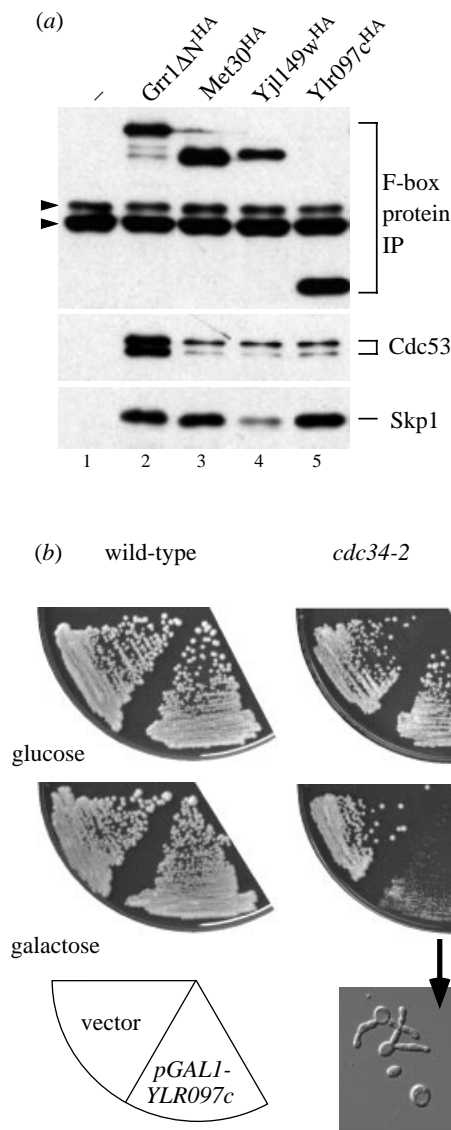 (a)
– Grr1ΔN^HA Met30^HA Yjl149w^HA Ylr097c^HA
F-box
protein
IP
Cdc53
Skp1
1 2 3 4 5
(b) wild-type cdc34-2
glucose
galactose
vector
pGAL1-
YLR097c